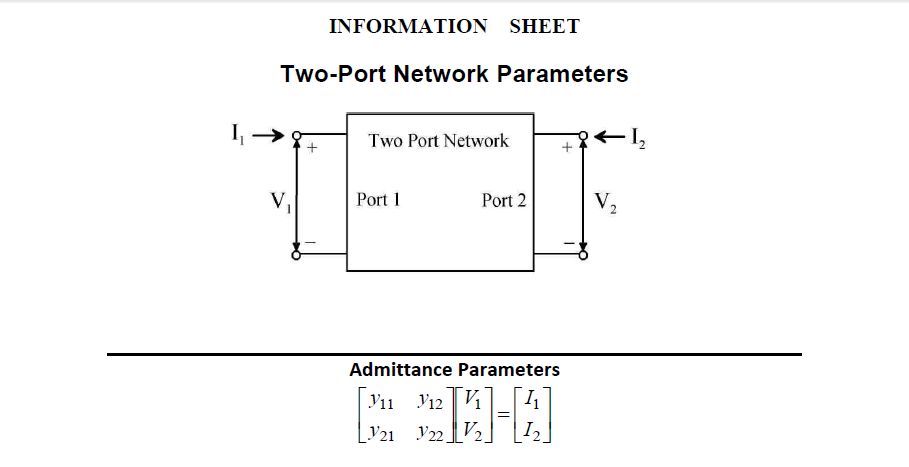 INFORMATION SHEET
Two-Port Network Parameters
I₁ → + Two Port Network + ← I₂
V₁ Port 1 Port 2 V₂
− −
Admittance Parameters
[y₁₁ y₁₂] [V₁] = [I₁]
[y₂₁ y₂₂] [V₂] [I₂]